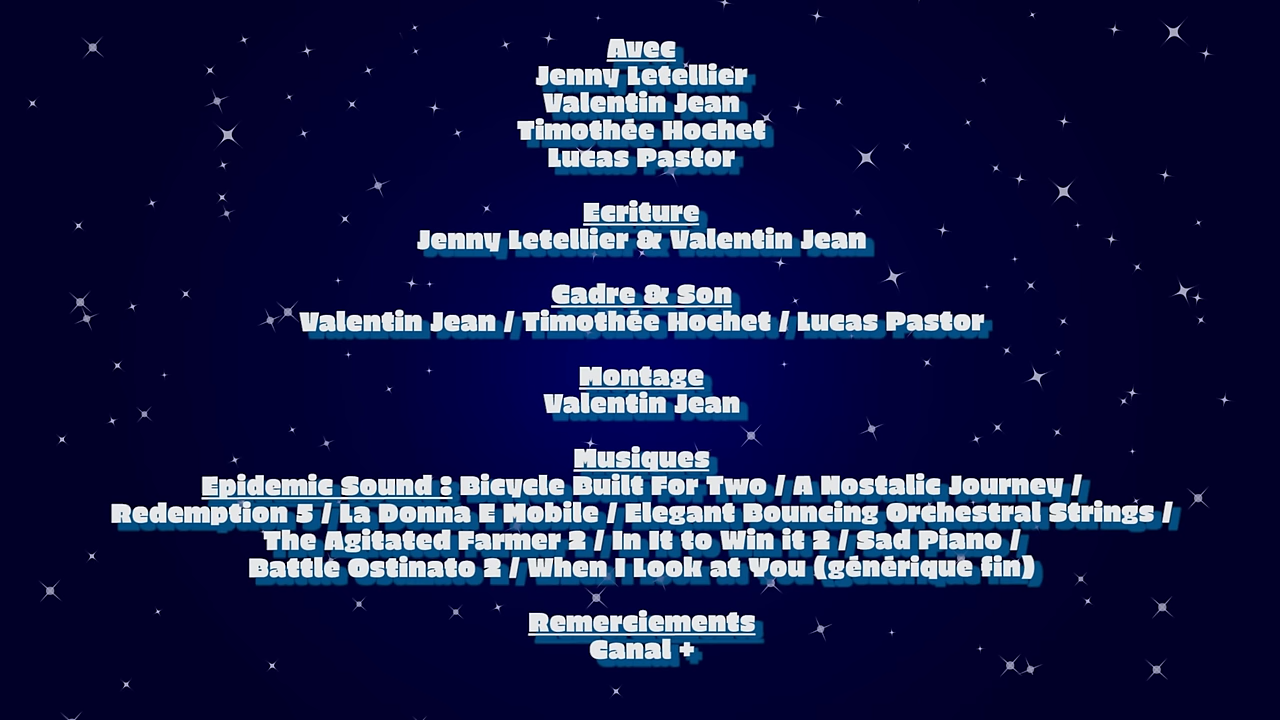 Avec
Jenny Letellier
Valentin Jean
Timothée Hochet
Lucas Pastor
Ecriture
Jenny Letellier & Valentin Jean
Cadre & Son
Valentin Jean / Timothée Hochet / Lucas Pastor
Montage
Valentin Jean
Musiques
Epidemic Sound : Bicycle Built For Two / A Nostalic Journey /
Redemption 5 / La Donna E Mobile / Elegant Bouncing Orchestral Strings /
The Agitated Farmer 2 / In It to Win it 2 / Sad Piano /
Battle Ostinato 2 / When I Look at You (générique fin)
Remerciements
Canal +